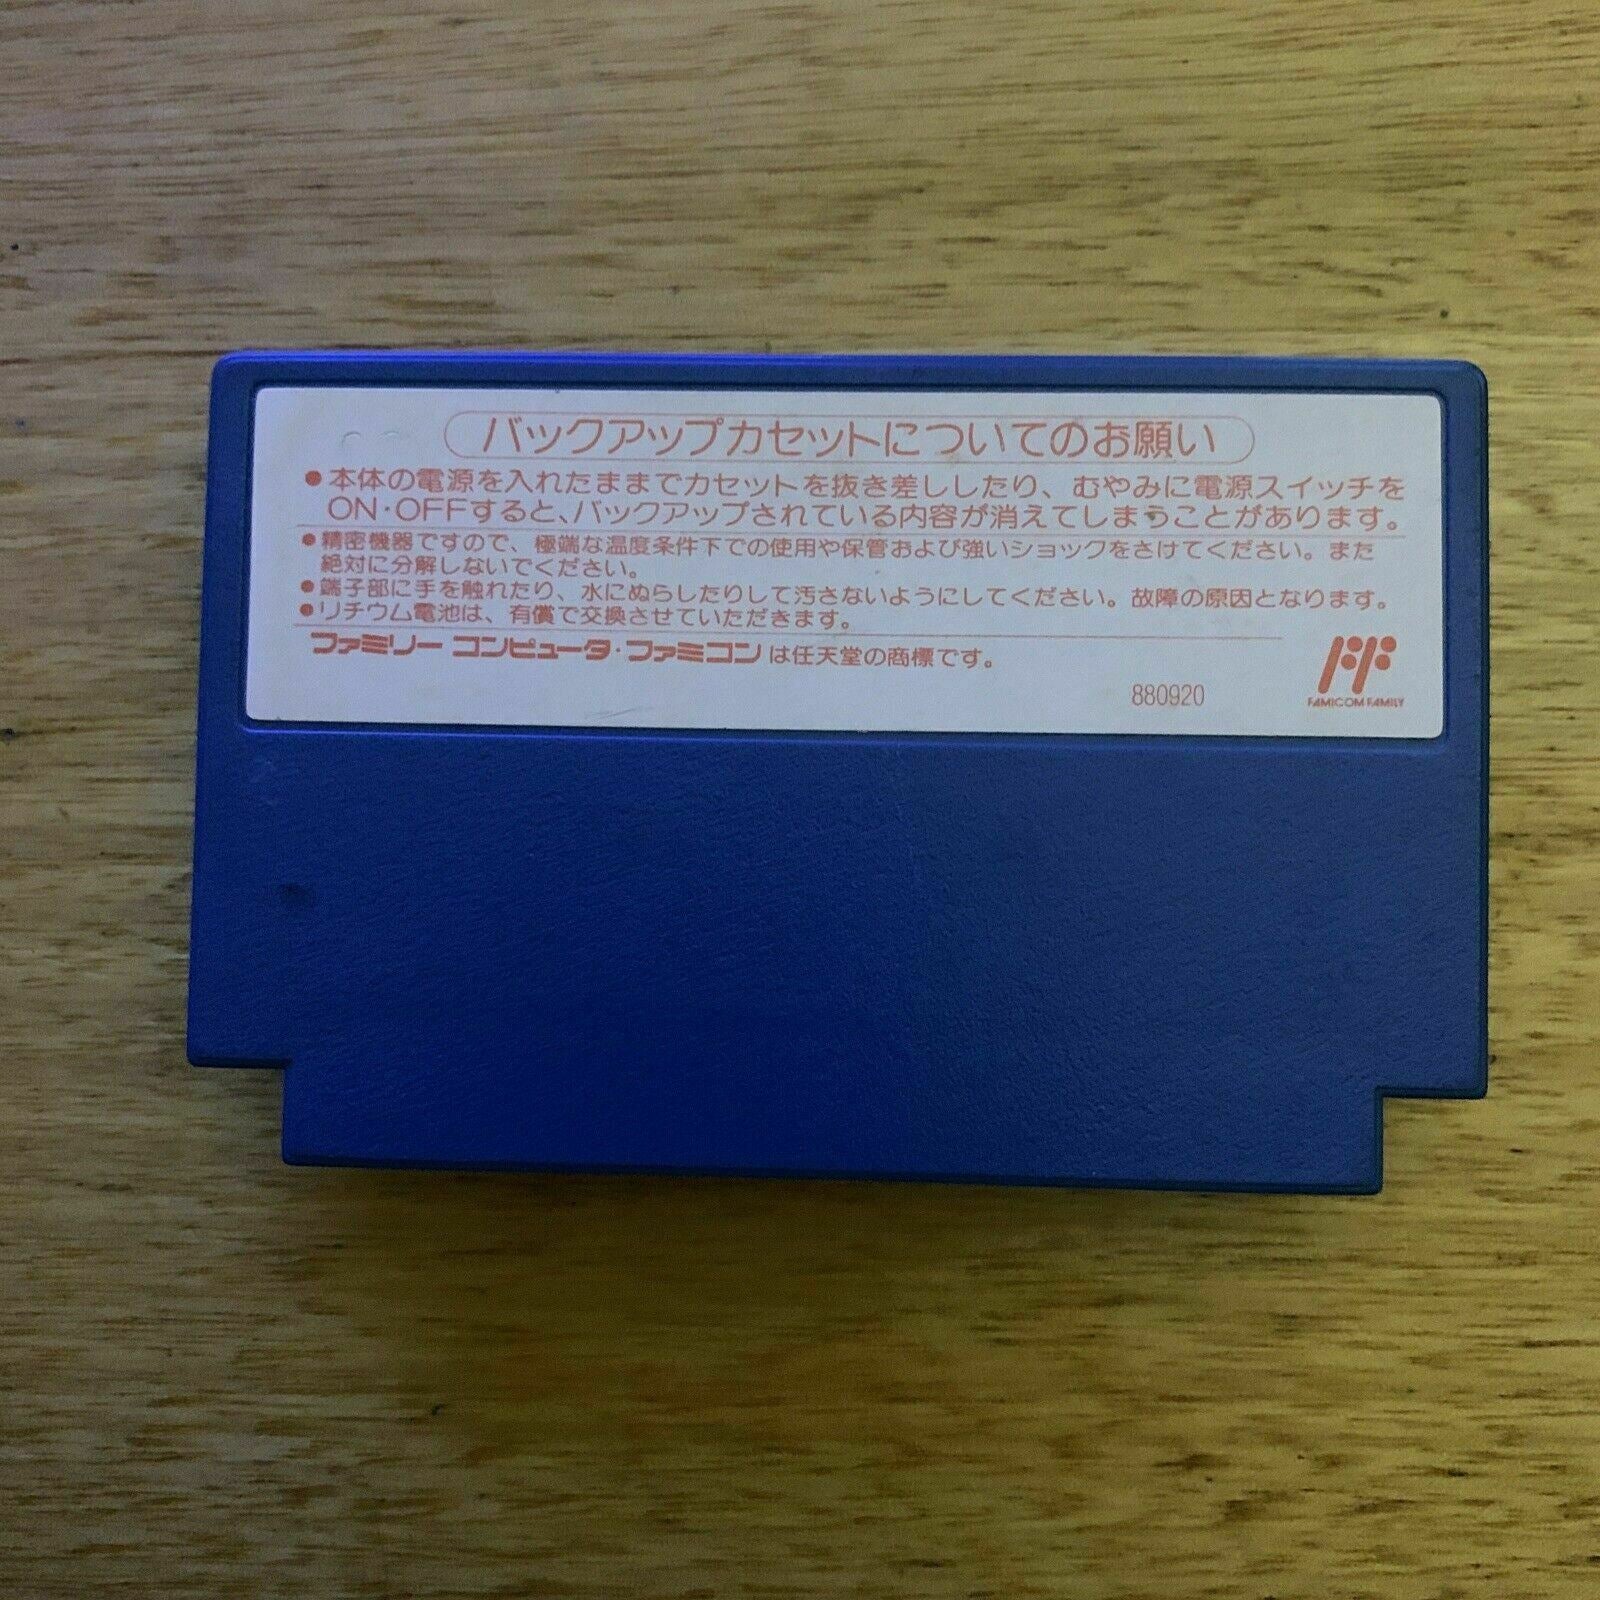 バックアップカセットについてのお願い
●本体の電源を入れたままでカセットを抜き差ししたり、むやみに電源スイッチを
ON・OFFすると、バックアップされている内容が消えてしまうことがあります。
●精密機器ですので、極端な温度条件下での使用や保管および強いショックをさけてください。また
絶対に分解しないでください。
●端子部に手を触れたり、水にぬらしたりして汚さないようにしてください。故障の原因となります。
●リチウム電池は、有償で交換させていただきます。
ファミリー コンピュータ・ファミコンは任天堂の商標です。
880920
FAMICOM FAMILY